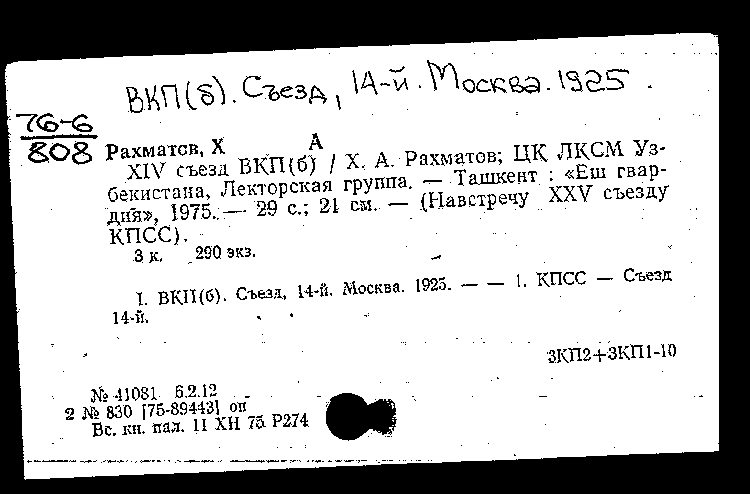 ВКП(б). Съезд, 14-й. Москва. 1925.
76-6
808
Рахматов, Х А
XIV съезд ВКП(б) / Х. А. Рахматов; ЦК ЛКСМ Уз-
бекистана, Лекторская группа. — Ташкент : «Еш гвар-
дия», 1975. — 29 с.; 21 см. — (Навстречу XXV съезду
КПСС).
3 к. 290 экз.
I. ВКП(б). Съезд, 14-й. Москва. 1925. — — 1. КПСС — Съезд
14-й.
3КП2+3КП1-10
№ 41081 6.2.12
2 № 830 [75-89443] оп
Вс. кн. пал. 11 XII 75 Р274